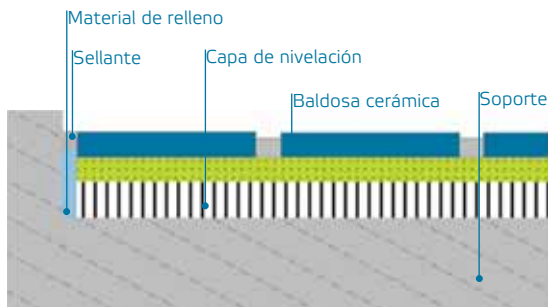 Material de relleno
Sellante
Capa de nivelación
Baldosa cerámica
Soporte